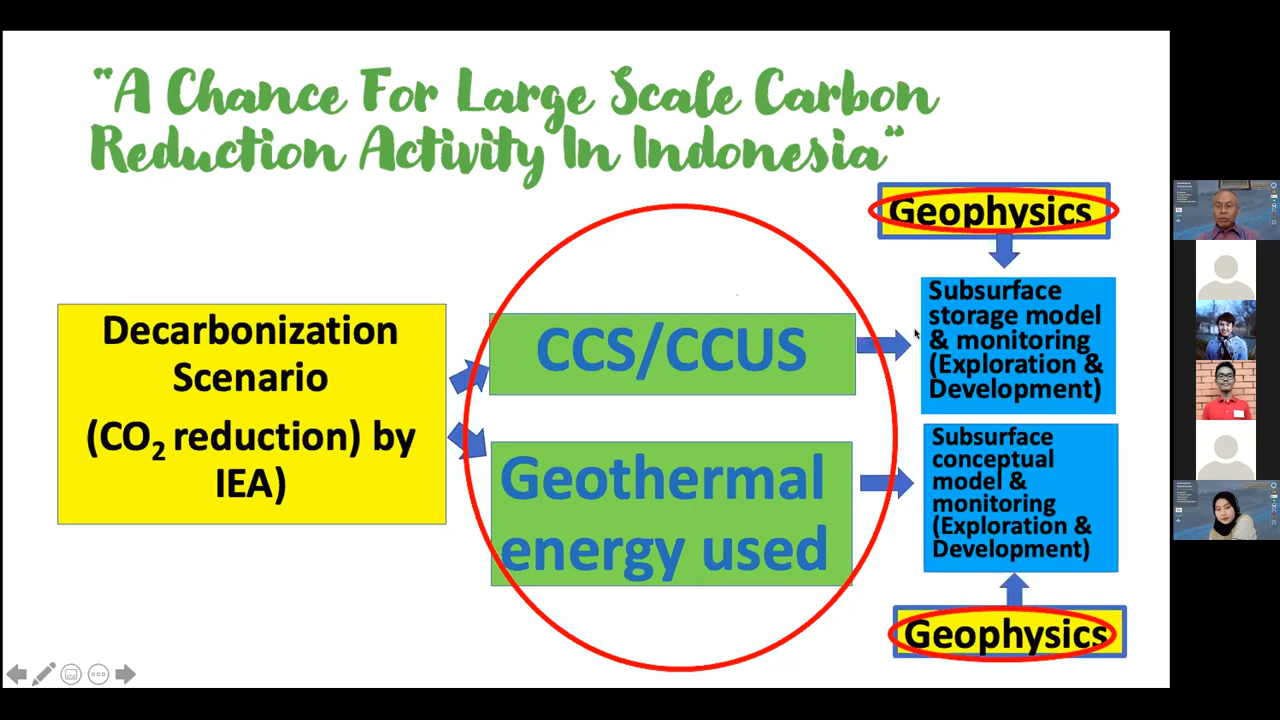 "A Chance For Large Scale Carbon
Reduction Activity In Indonesia"
Geophysics
Decarbonization
Scenario
(CO₂ reduction) by
IEA)
CCS/CCUS
Geothermal
energy used
Subsurface
storage model
& monitoring
(Exploration &
Development)
Subsurface
conceptual
model &
monitoring
(Exploration &
Development)
Geophysics